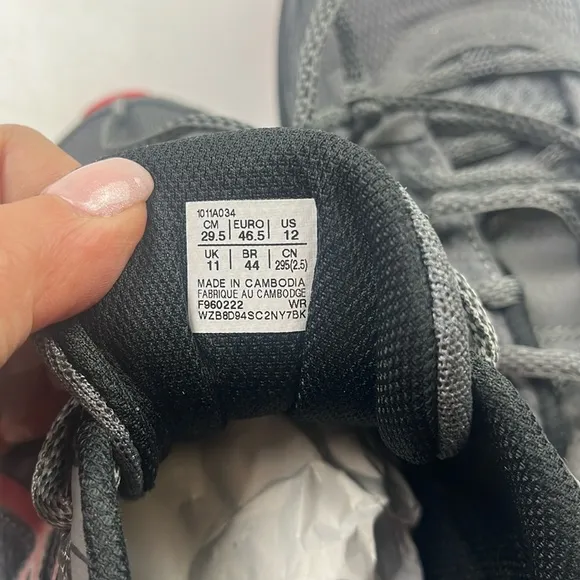 1011A034
CM EURO US
29.5 46.5 12
UK BR CN
11 44 295(2.5)
MADE IN CAMBODIA
FABRIQUE AU CAMBODGE
F960222 WR
WZB8D94SC2NY7BK